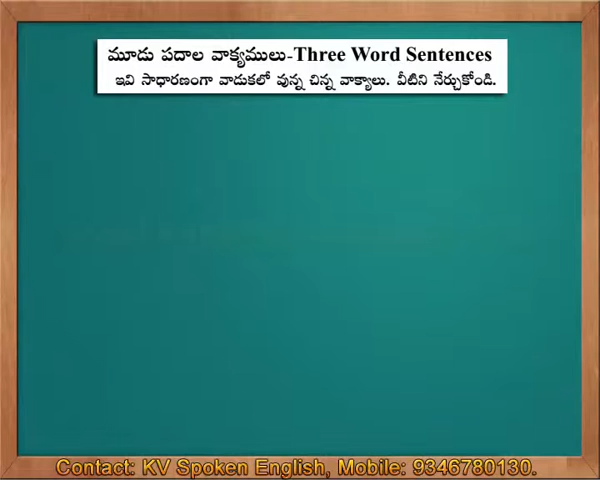 మూడు పదాల వాక్యములు-Three Word Sentences
ఇవి సాధారణంగా వాడుకలో వున్న చిన్న వాక్యాలు. వీటిని నేర్చుకోండి.
Contact: KV Spoken English, Mobile: 9346780130.